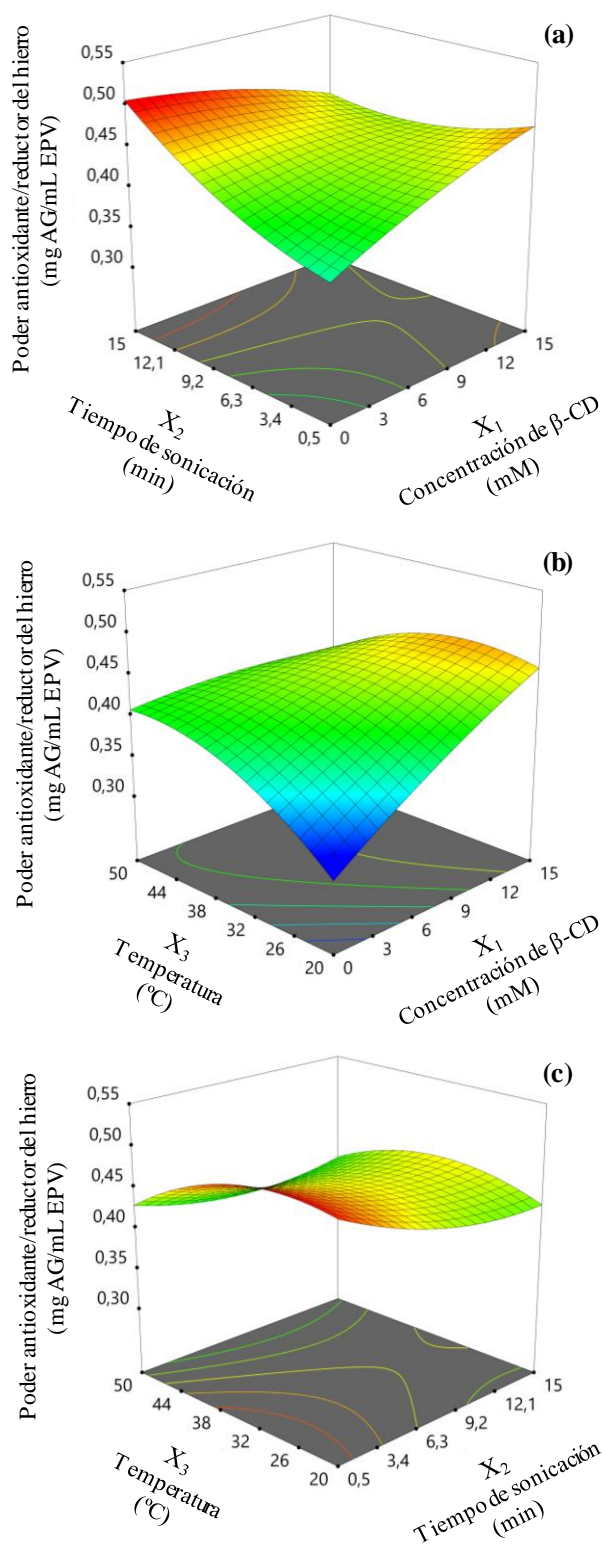 (a)
Poder antioxidante/reductor del hierro
(mg AG/mL EPV)
0,55
0,50
0,45
0,40
0,35
0,30
15
12,1
9,2
6,3
3,4
0,5
0
3
6
9
12
15
X2
Tiempo de sonicación
(min)
X1
Concentración de β-CD
(mM)
(b)
Poder antioxidante/reductor del hierro
(mg AG/mL EPV)
0,55
0,50
0,45
0,40
0,35
0,30
50
44
38
32
26
20
0
3
6
9
12
15
X3
Temperatura
(ºC)
X1
Concentración de β-CD
(mM)
(c)
Poder antioxidante/reductor del hierro
(mg AG/mL EPV)
0,55
0,50
0,45
0,40
0,35
0,30
50
44
38
32
26
20
0,5
3,4
6,3
9,2
12,1
15
X3
Temperatura
(ºC)
X2
Tiempo de sonicación
(min)